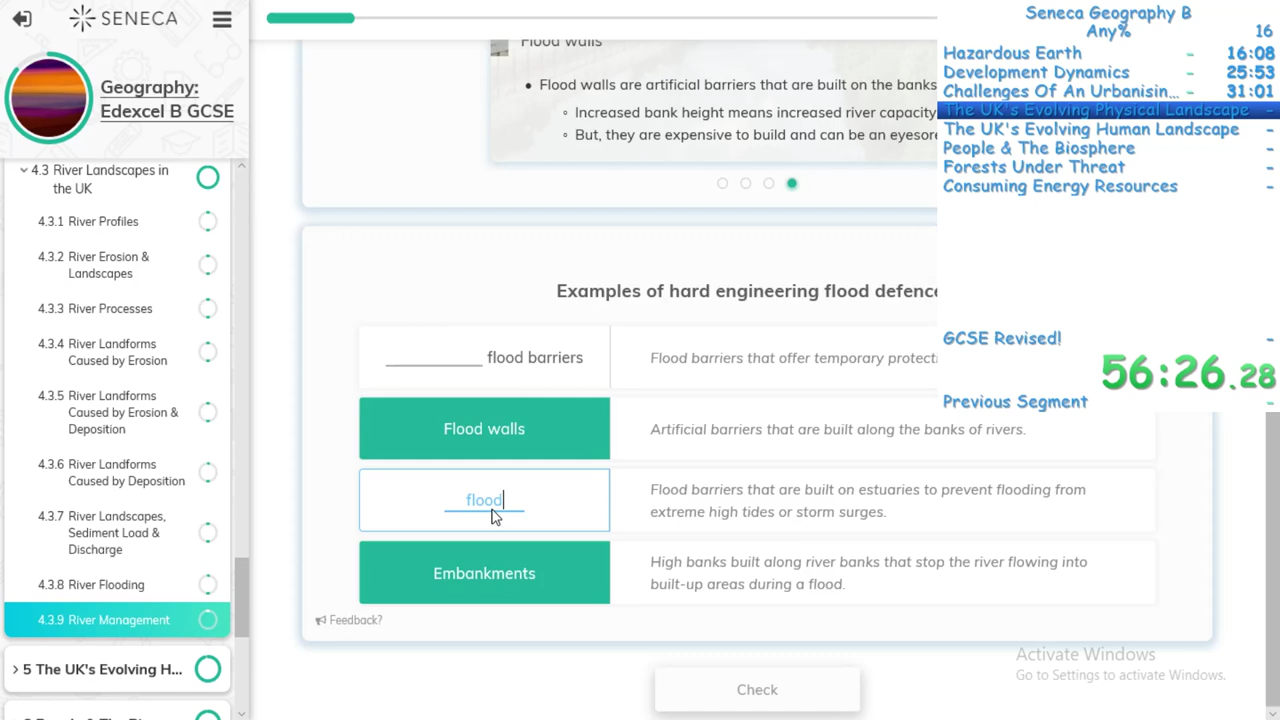 SENECA
Geography:
Edexcel B GCSE
4.3 River Landscapes in
the UK
4.3.1 River Profiles
4.3.2 River Erosion &
Landscapes
4.3.3 River Processes
4.3.4 River Landforms
Caused by Erosion
4.3.5 River Landforms
Caused by Erosion &
Deposition
4.3.6 River Landforms
Caused by Deposition
4.3.7 River Landscapes,
Sediment Load &
Discharge
4.3.8 River Flooding
4.3.9 River Management
5 The UK's Evolving H...
Flood walls
Flood walls are artificial barriers that are built on the banks
Increased bank height means increased river capacity
But, they are expensive to build and can be an eyesore
Examples of hard engineering flood defenc
____________ flood barriers
Flood barriers that offer temporary protecti
Flood walls
Artificial barriers that are built along the banks of rivers.
flood
Flood barriers that are built on estuaries to prevent flooding from
extreme high tides or storm surges.
Embankments
High banks built along river banks that stop the river flowing into
built-up areas during a flood.
Feedback?
Check
Activate Windows
Go to Settings to activate Windows.
Seneca Geography B
Any% 16
Hazardous Earth - 16:08
Development Dynamics - 25:53
Challenges Of An Urbanisin... - 31:01
The UK's Evolving Physical Landscape -
The UK's Evolving Human Landscape -
People & The Biosphere -
Forests Under Threat -
Consuming Energy Resources -
GCSE Revised! -
56:26.28
Previous Segment -